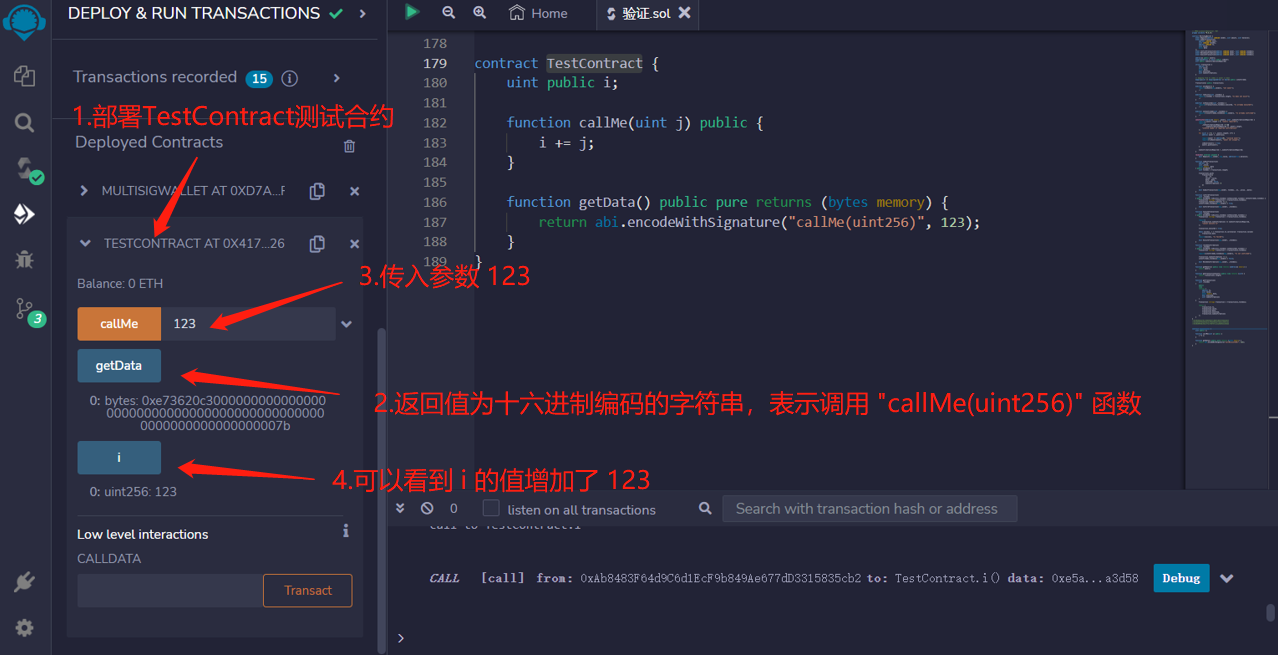 DEPLOY & RUN TRANSACTIONS
Transactions recorded 15
1.部署TestContract测试合约
Deployed Contracts
MULTISIGWALLET AT 0XD7A...F
TESTCONTRACT AT 0X417...26
Balance: 0 ETH
3.传入参数 123
callMe 123
getData
0: bytes: 0xe73620c3000000000000000
0000000000000000000000000000
000000000000000000007b
2.返回值为十六进制编码的字符串，表示调用 "callMe(uint256)" 函数
i
4.可以看到 i 的值增加了 123
0: uint256: 123
Low level interactions
CALLDATA
Transact
3
Home 验证.sol
178
179 contract TestContract {
180 uint public i;
181
182 function callMe(uint j) public {
183 i += j;
184 }
185
186 function getData() public pure returns (bytes memory) {
187 return abi.encodeWithSignature("callMe(uint256)", 123);
188 }
189 }
0 listen on all transactions Search with transaction hash or address
call to TestContract.i
CALL [call] from: 0xAb8483F64d9C6d1EcF9b849Ae677dD3315835cb2 to: TestContract.i() data: 0xe5a...a3d58 Debug
>